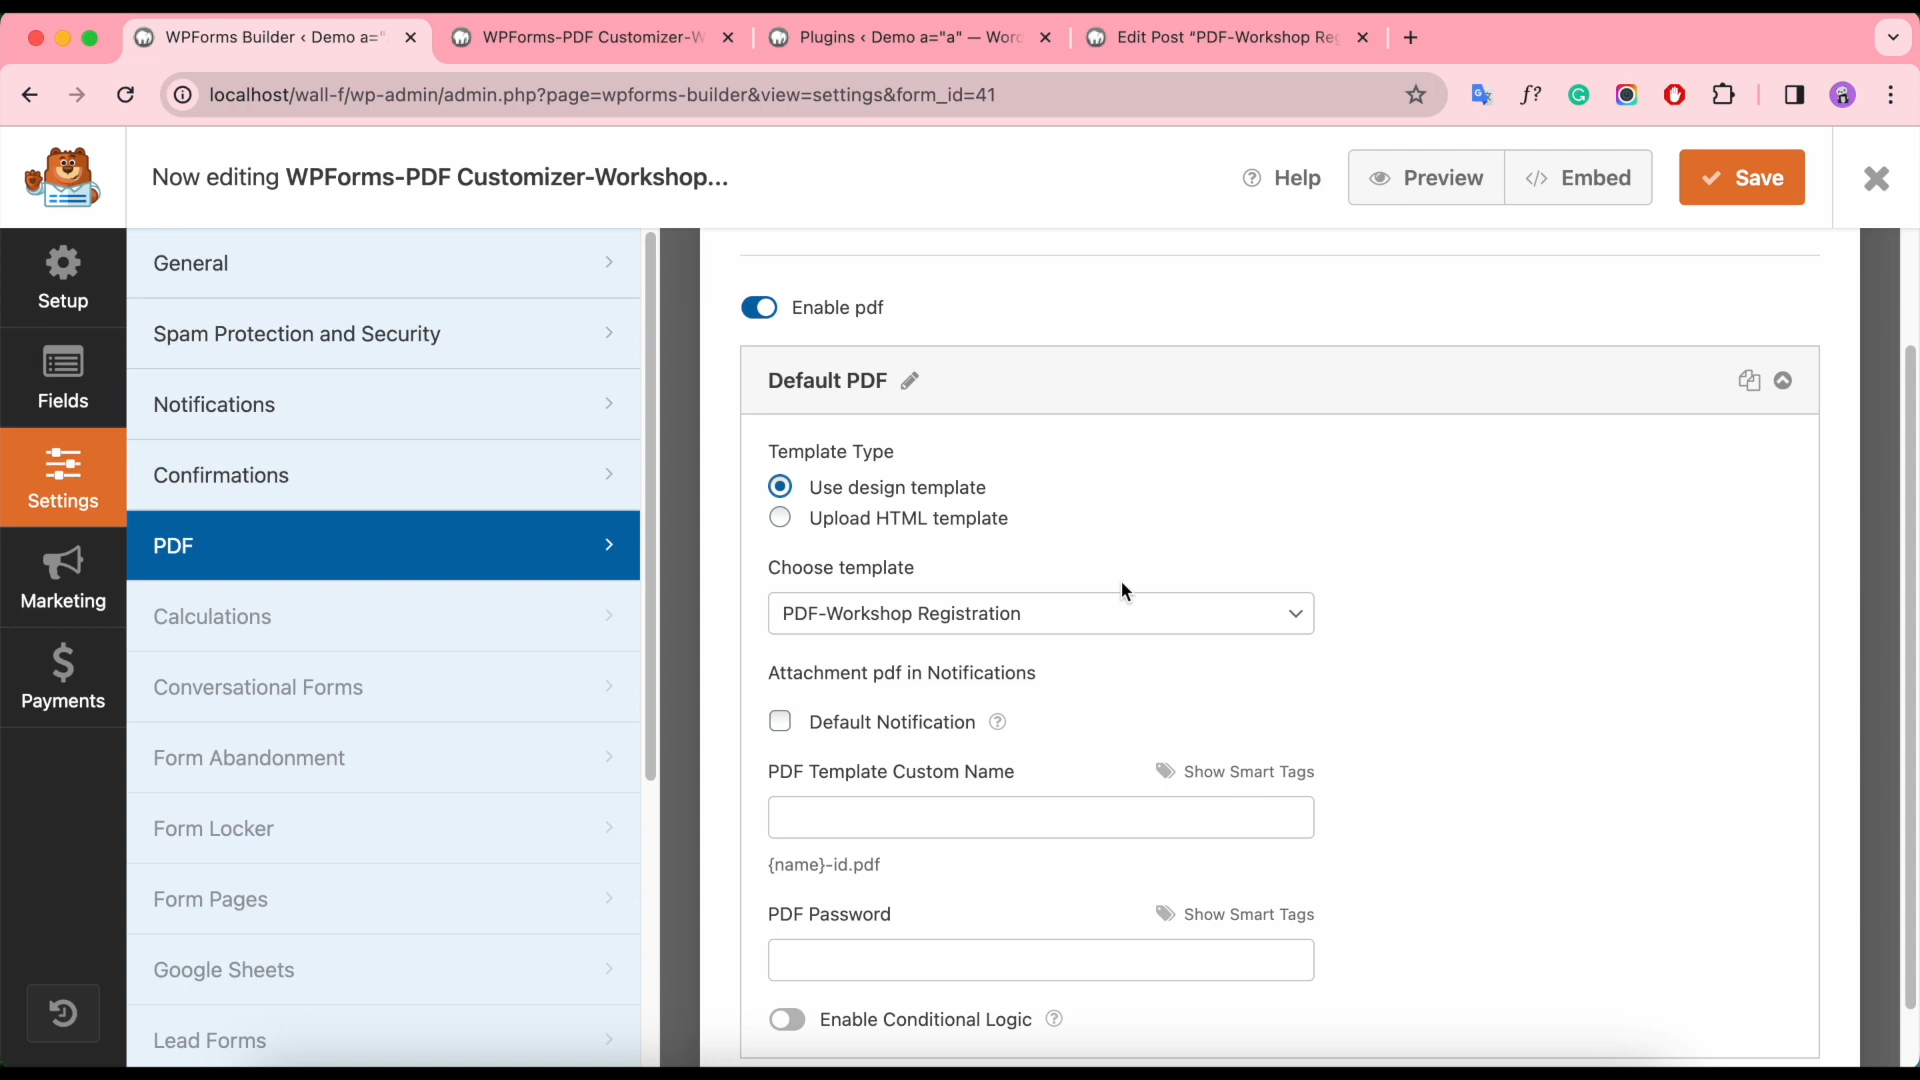 WPForms Builder ‹ Demo a="
WPForms-PDF Customizer-W
Plugins ‹ Demo a="a" — Worc
Edit Post “PDF-Workshop Reg
localhost/wall-f/wp-admin/admin.php?page=wpforms-builder&view=settings&form_id=41
Now editing WPForms-PDF Customizer-Workshop...
Help
Preview
Embed
Save
Setup
Fields
Settings
Marketing
Payments
General
Spam Protection and Security
Notifications
Confirmations
PDF
Calculations
Conversational Forms
Form Abandonment
Form Locker
Form Pages
Google Sheets
Lead Forms
Enable pdf
Default PDF
Template Type
Use design template
Upload HTML template
Choose template
PDF-Workshop Registration
Attachment pdf in Notifications
Default Notification
PDF Template Custom Name
Show Smart Tags
{name}-id.pdf
PDF Password
Show Smart Tags
Enable Conditional Logic